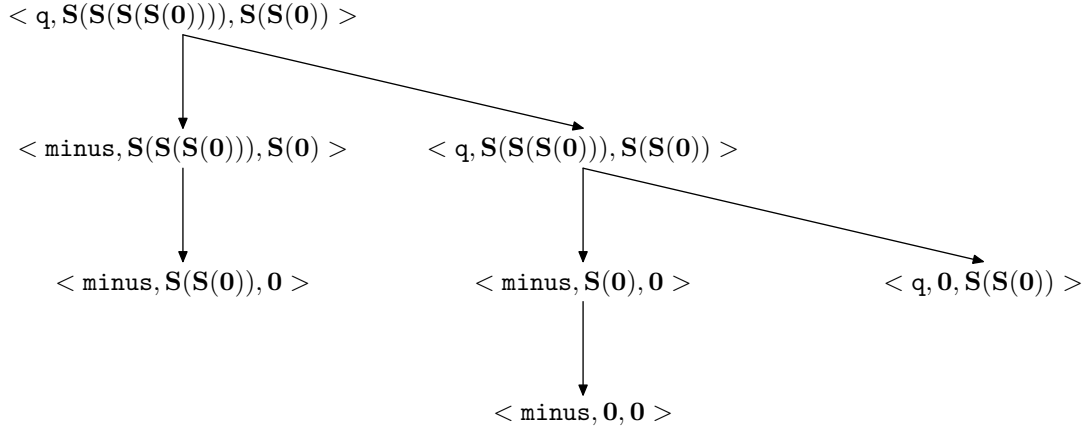 < q, S(S(S(S(0)))), S(S(0)) >
< minus, S(S(S(0))), S(0) >
< q, S(S(S(0))), S(S(0)) >
< minus, S(S(0)), 0 >
< minus, S(0), 0 >
< q, 0, S(S(0)) >
< minus, 0, 0 >